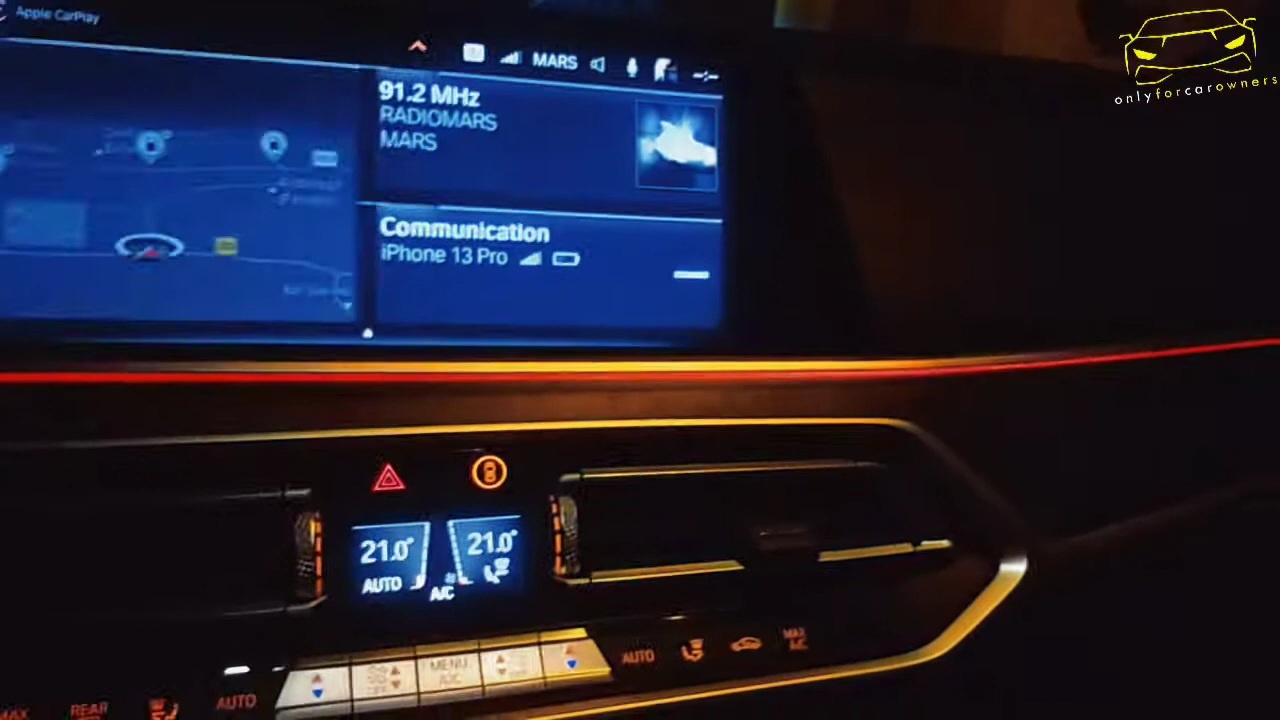 Apple CarPlay
MARS
91.2 MHz
RADIOMARS
MARS
Communication
iPhone 13 Pro
onlyforcarowners
21.0°
21.0°
AUTO
A/C
MENU
A/C
AUTO
MAX
A/C
MAX
REAR
AUTO